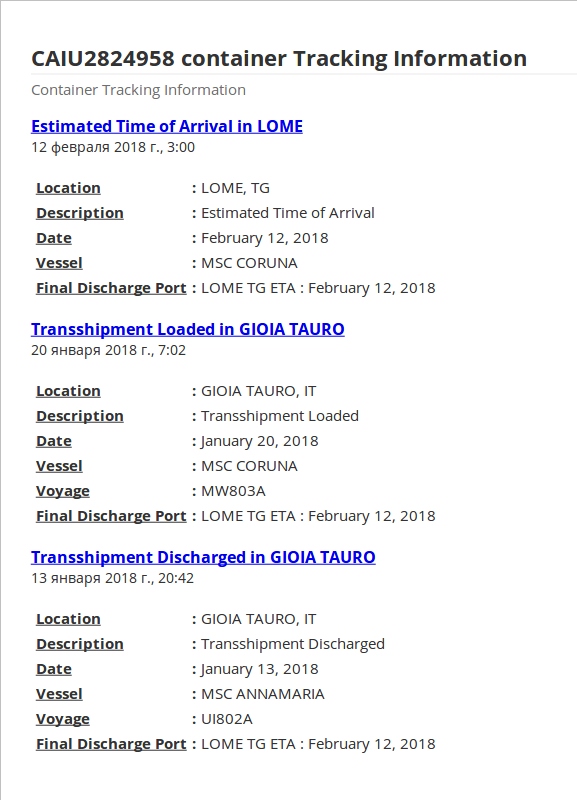 CAIU2824958 container Tracking Information
Container Tracking Information
Estimated Time of Arrival in LOME
12 февраля 2018 г., 3:00
Location : LOME, TG
Description : Estimated Time of Arrival
Date : February 12, 2018
Vessel : MSC CORUNA
Final Discharge Port : LOME TG ETA : February 12, 2018
Transshipment Loaded in GIOIA TAURO
20 января 2018 г., 7:02
Location : GIOIA TAURO, IT
Description : Transshipment Loaded
Date : January 20, 2018
Vessel : MSC CORUNA
Voyage : MW803A
Final Discharge Port : LOME TG ETA : February 12, 2018
Transshipment Discharged in GIOIA TAURO
13 января 2018 г., 20:42
Location : GIOIA TAURO, IT
Description : Transshipment Discharged
Date : January 13, 2018
Vessel : MSC ANNAMARIA
Voyage : UI802A
Final Discharge Port : LOME TG ETA : February 12, 2018